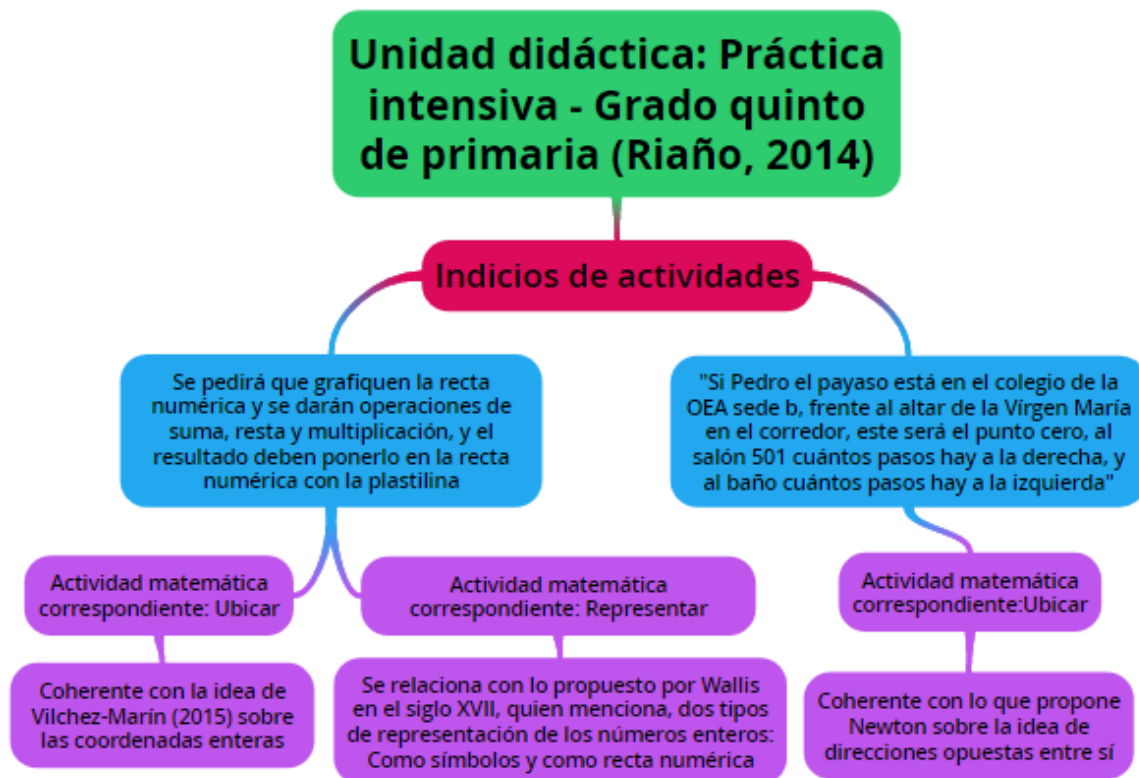 Unidad didáctica: Práctica
intensiva - Grado quinto
de primaria (Riaño, 2014)
Indicios de actividades
Se pedirá que grafiquen la recta
numérica y se darán operaciones de
suma, resta y multiplicación, y el
resultado deben ponerlo en la recta
numérica con la plastilina
"Si Pedro el payaso está en el colegio de la
OEA sede b, frente al altar de la Vírgen María
en el corredor, este será el punto cero, al
salón 501 cuántos pasos hay a la derecha, y
al baño cuántos pasos hay a la izquierda"
Actividad matemática
correspondiente: Ubicar
Actividad matemática
correspondiente: Representar
Actividad matemática
correspondiente:Ubicar
Coherente con la idea de
Vilchez-Marín (2015) sobre
las coordenadas enteras
Se relaciona con lo propuesto por Wallis
en el siglo XVII, quien menciona, dos tipos
de representación de los números enteros:
Como símbolos y como recta numérica
Coherente con lo que propone
Newton sobre la idea de
direcciones opuestas entre sí